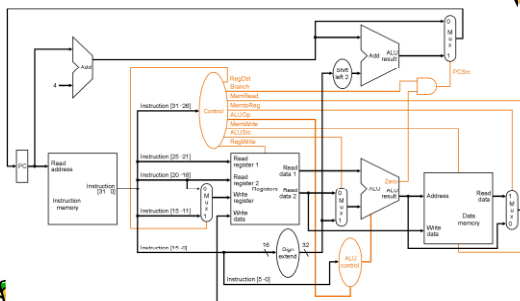 0
M
u
x
1
Add
4
Add
ALU
result
Shift
left 2
RegDst
Branch
MemRead
MemtoReg
ALUOp
MemWrite
ALUSrc
RegWrite
PCSrc
Control
Instruction [31-26]
Instruction [25-21]
Instruction [20-16]
Instruction [15-11]
Instruction [15-0]
Instruction [5-0]
PC
Read
address
Instruction
[31 0]
Instruction
memory
0
M
u
x
1
Read
register 1
Read
register 2
Registers
Write
register
Write
data
Read
data 1
Read
data 2
0
M
u
x
1
Zero
ALU
ALU
result
Address
Write
data
Read
data
Data
memory
1
M
u
x
0
16
Sign
extend
32
ALU
control